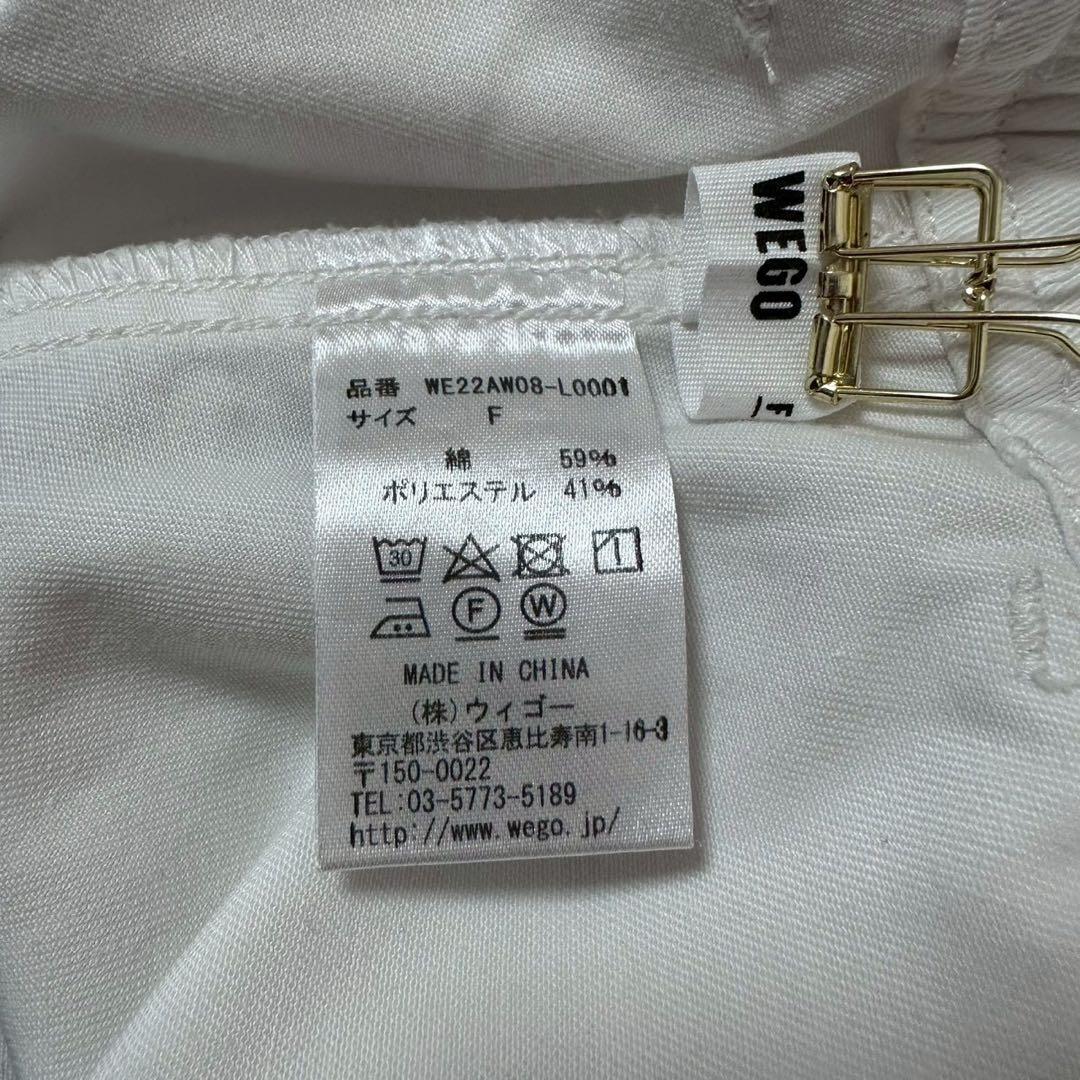 WEGO
F
品番 WE22AW08-L0001
サイズ F
綿 59%
ポリエステル 41%
30
1
F W
MADE IN CHINA
(株)ウィゴー
東京都渋谷区恵比寿南1-16-3
〒150-0022
TEL:03-5773-5189
http://www.wego.jp/